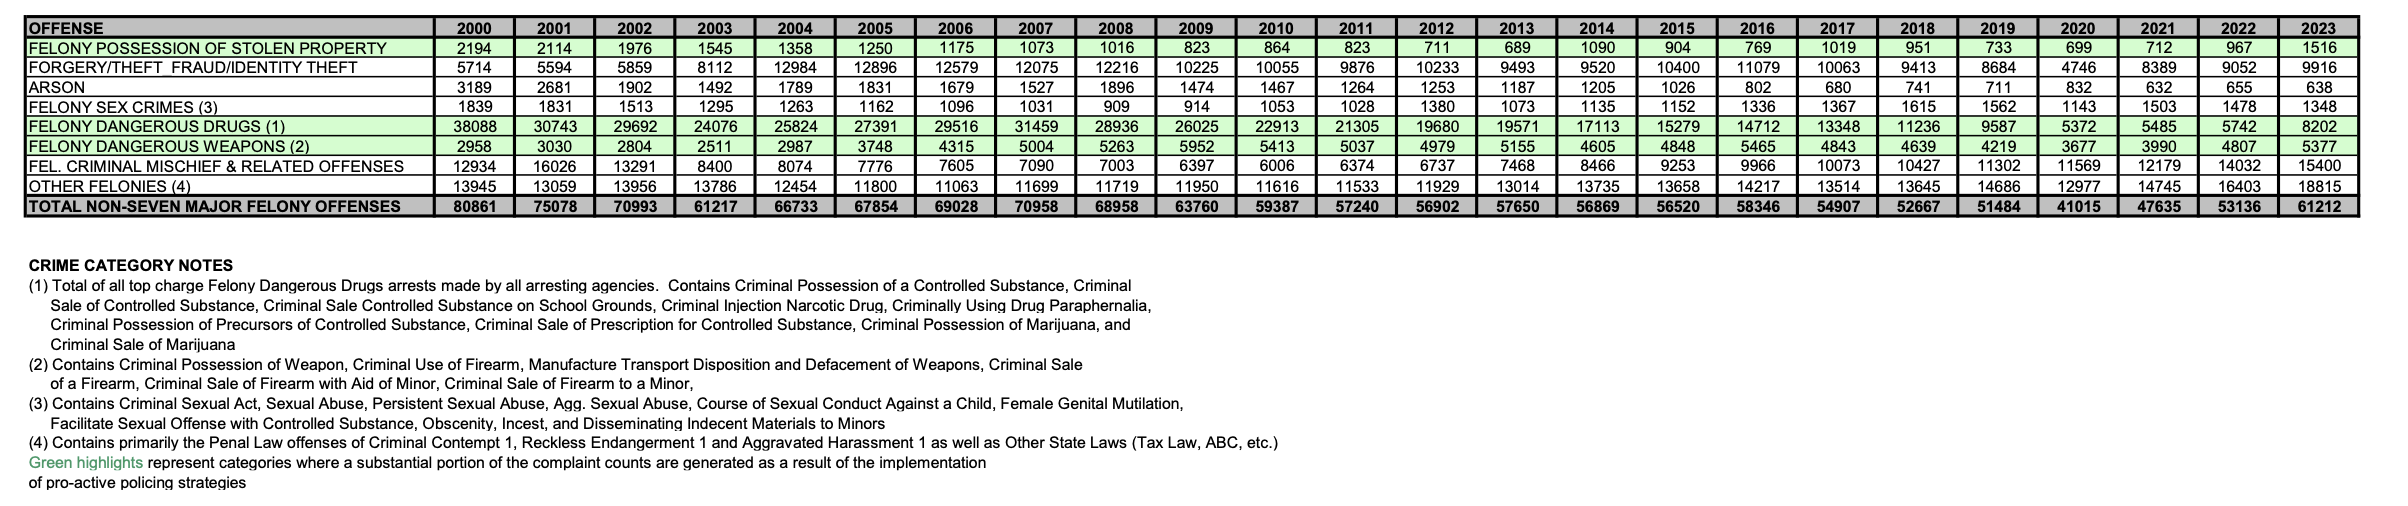 OFFENSE 2000 2001 2002 2003 2004 2005 2006 2007 2008 2009 2010 2011 2012 2013 2014 2015 2016 2017 2018 2019 2020 2021 2022 2023
FELONY POSSESSION OF STOLEN PROPERTY 2194 2114 1976 1545 1358 1250 1175 1073 1016 823 864 823 711 689 1090 904 769 1019 951 733 699 712 967 1516
FORGERY/THEFT_FRAUD/IDENTITY THEFT 5714 5594 5859 8112 12984 12896 12579 12075 12216 10225 10055 9876 10233 9493 9520 10400 11079 10063 9413 8684 4746 8389 9052 9916
ARSON 3189 2681 1902 1492 1789 1831 1679 1527 1896 1474 1467 1264 1253 1187 1205 1026 802 680 741 711 832 632 655 638
FELONY SEX CRIMES (3) 1839 1831 1513 1295 1263 1162 1096 1031 909 914 1053 1028 1380 1073 1135 1152 1336 1367 1615 1562 1143 1503 1478 1348
FELONY DANGEROUS DRUGS (1) 38088 30743 29692 24076 25824 27391 29516 31459 28936 26025 22913 21305 19680 19571 17113 15279 14712 13348 11236 9587 5372 5485 5742 8202
FELONY DANGEROUS WEAPONS (2) 2958 3030 2804 2511 2987 3748 4315 5004 5263 5952 5413 5037 4979 5155 4605 4848 5465 4843 4639 4219 3677 3990 4807 5377
FEL. CRIMINAL MISCHIEF & RELATED OFFENSES 12934 16026 13291 8400 8074 7776 7605 7090 7003 6397 6006 6374 6737 7468 8466 9253 9966 10073 10427 11302 11569 12179 14032 15400
OTHER FELONIES (4) 13945 13059 13956 13786 12454 11800 11063 11699 11719 11950 11616 11533 11929 13014 13735 13658 14217 13514 13645 14686 12977 14745 16403 18815
TOTAL NON-SEVEN MAJOR FELONY OFFENSES 80861 75078 70993 61217 66733 67854 69028 70958 68958 63760 59387 57240 56902 57650 56869 56520 58346 54907 52667 51484 41015 47635 53136 61212
CRIME CATEGORY NOTES
(1) Total of all top charge Felony Dangerous Drugs arrests made by all arresting agencies. Contains Criminal Possession of a Controlled Substance, Criminal
Sale of Controlled Substance, Criminal Sale Controlled Substance on School Grounds, Criminal Injection Narcotic Drug, Criminally Using Drug Paraphernalia,
Criminal Possession of Precursors of Controlled Substance, Criminal Sale of Prescription for Controlled Substance, Criminal Possession of Marijuana, and
Criminal Sale of Marijuana
(2) Contains Criminal Possession of Weapon, Criminal Use of Firearm, Manufacture Transport Disposition and Defacement of Weapons, Criminal Sale
of a Firearm, Criminal Sale of Firearm with Aid of Minor, Criminal Sale of Firearm to a Minor,
(3) Contains Criminal Sexual Act, Sexual Abuse, Persistent Sexual Abuse, Agg. Sexual Abuse, Course of Sexual Conduct Against a Child, Female Genital Mutilation,
Facilitate Sexual Offense with Controlled Substance, Obscenity, Incest, and Disseminating Indecent Materials to Minors
(4) Contains primarily the Penal Law offenses of Criminal Contempt 1, Reckless Endangerment 1 and Aggravated Harassment 1 as well as Other State Laws (Tax Law, ABC, etc.)
Green highlights represent categories where a substantial portion of the complaint counts are generated as a result of the implementation
of pro-active policing strategies